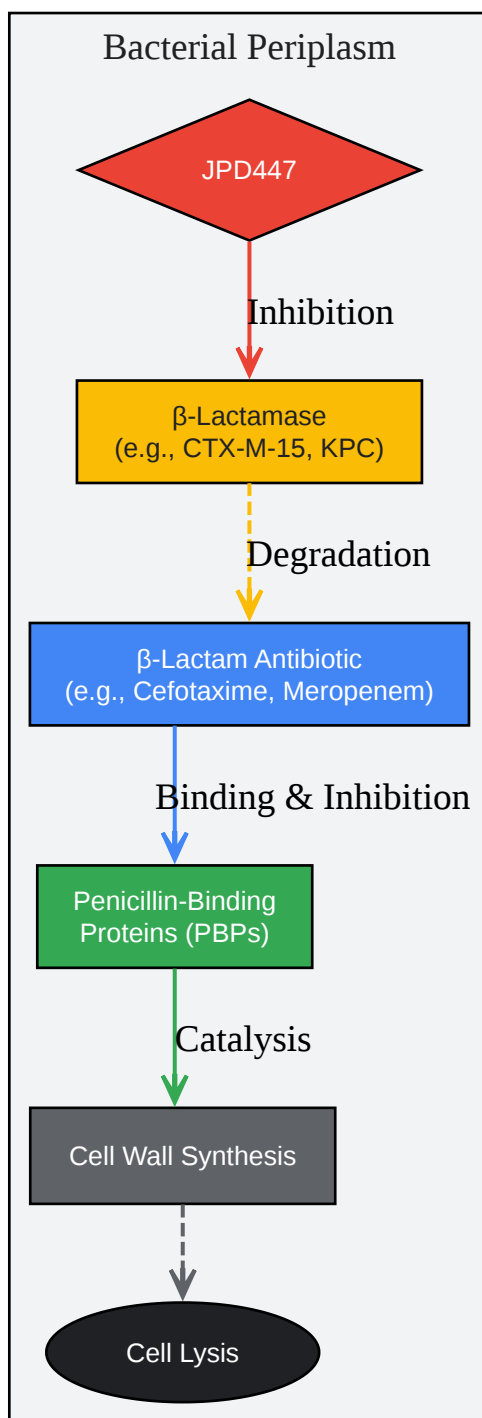 Bacterial Periplasm
JPD447
Inhibition
β-Lactamase
(e.g., CTX-M-15, KPC)
Degradation
β-Lactam Antibiotic
(e.g., Cefotaxime, Meropenem)
Binding & Inhibition
Penicillin-Binding
Proteins (PBPs)
Catalysis
Cell Wall Synthesis
Cell Lysis